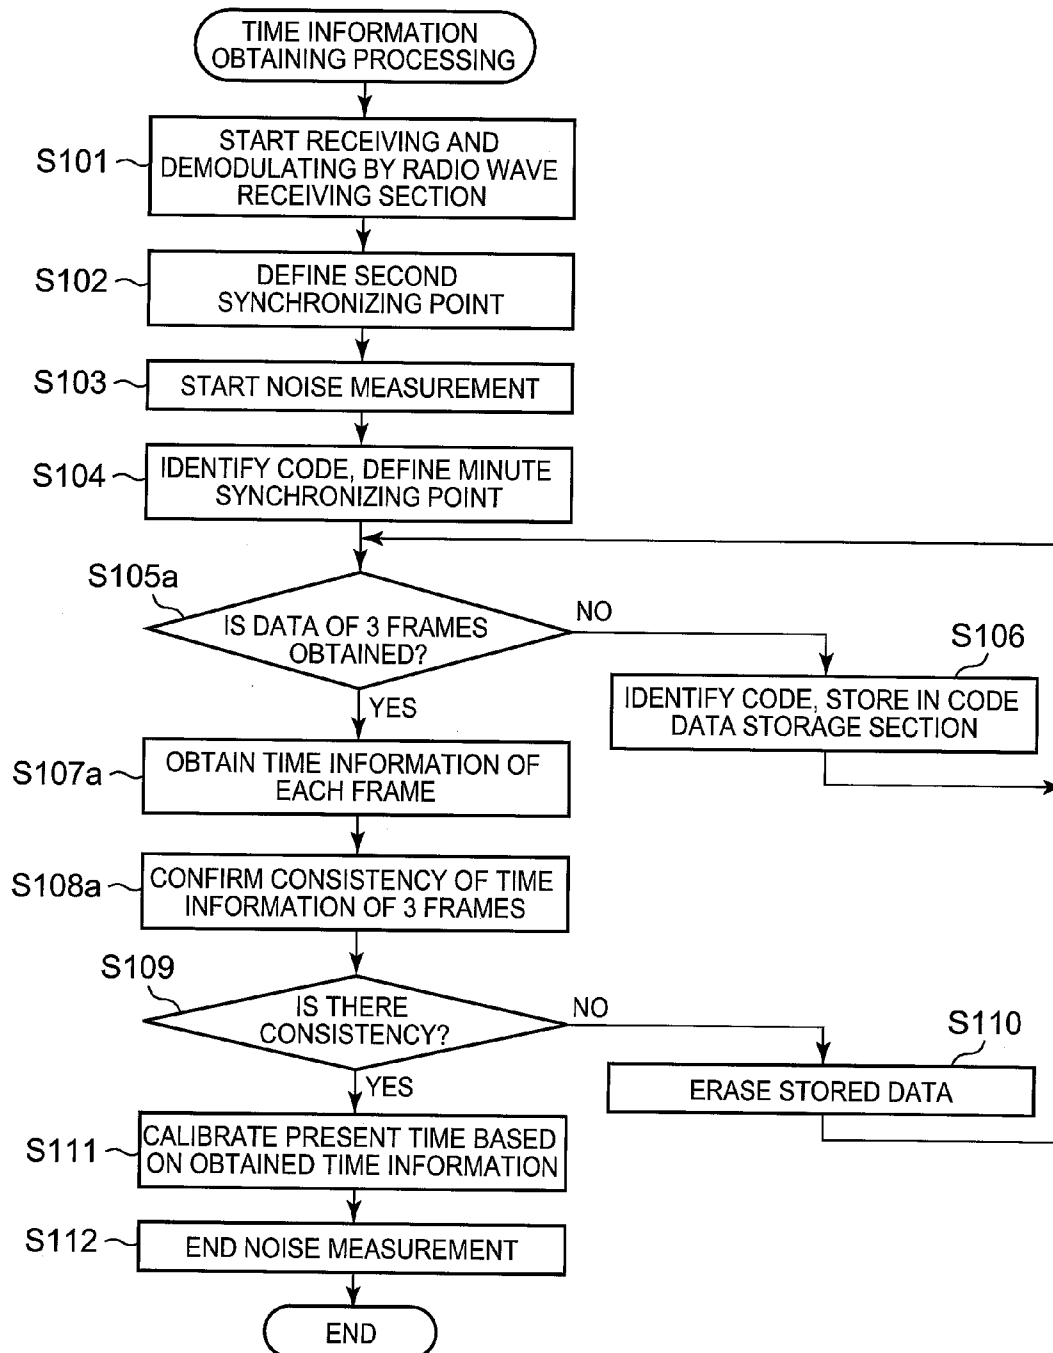 TIME INFORMATION
OBTAINING PROCESSING
S101
START RECEIVING AND
DEMODULATING BY RADIO WAVE
RECEIVING SECTION
S102
DEFINE SECOND
SYNCHRONIZING POINT
S103
START NOISE MEASUREMENT
S104
IDENTIFY CODE, DEFINE MINUTE
SYNCHRONIZING POINT
S105a
IS DATA OF 3 FRAMES
OBTAINED?
NO
YES
S106
IDENTIFY CODE, STORE IN CODE
DATA STORAGE SECTION
S107a
OBTAIN TIME INFORMATION OF
EACH FRAME
S108a
CONFIRM CONSISTENCY OF TIME
INFORMATION OF 3 FRAMES
S109
IS THERE
CONSISTENCY?
NO
YES
S110
ERASE STORED DATA
S111
CALIBRATE PRESENT TIME BASED
ON OBTAINED TIME INFORMATION
S112
END NOISE MEASUREMENT
END